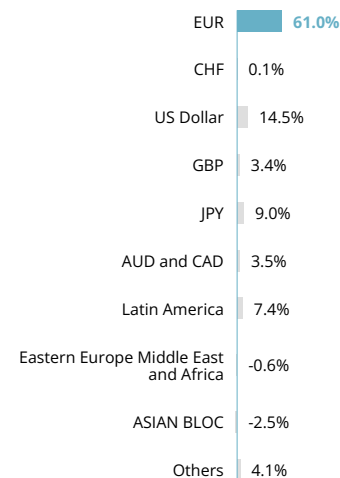 EUR 61.0%
CHF 0.1%
US Dollar 14.5%
GBP 3.4%
JPY 9.0%
AUD and CAD 3.5%
Latin America 7.4%
Eastern Europe Middle East
and Africa -0.6%
ASIAN BLOC -2.5%
Others 4.1%